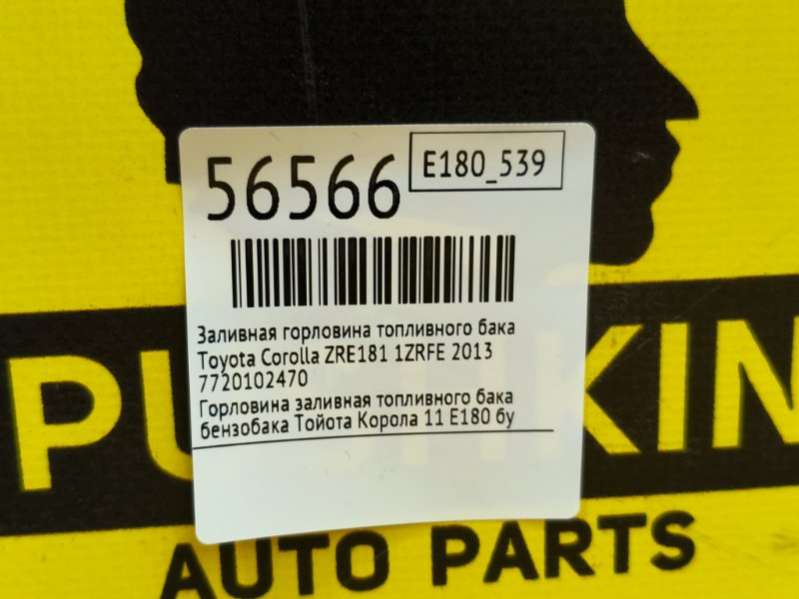 56566
E180_539
Заливная горловина топливного бака
Toyota Corolla ZRE181 1ZRFE 2013
7720102470
Горловина заливная топливного бака
бензобака Тойота Корола 11 Е180 бу
AUTO PARTS